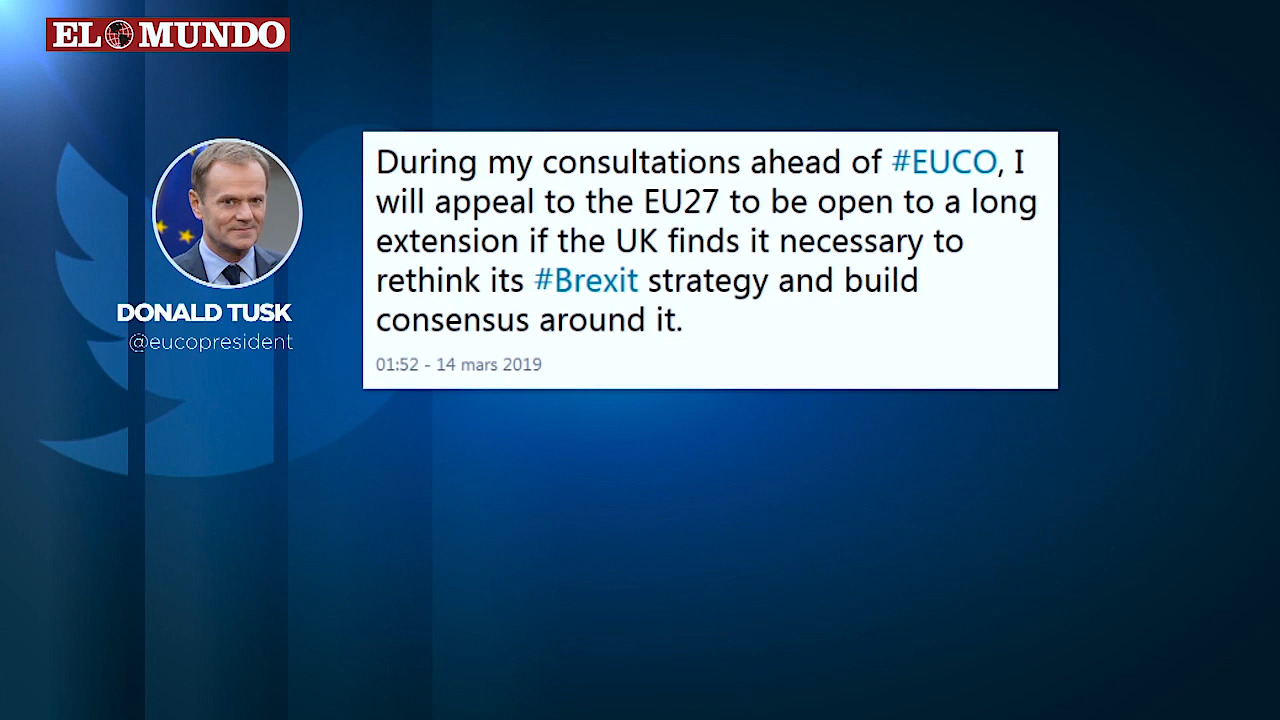 EL MUNDO
During my consultations ahead of #EUCO, I
will appeal to the EU27 to be open to a long
extension if the UK finds it necessary to
rethink its #Brexit strategy and build
consensus around it.
01:52 - 14 mars 2019
DONALD TUSK
@eucopresident